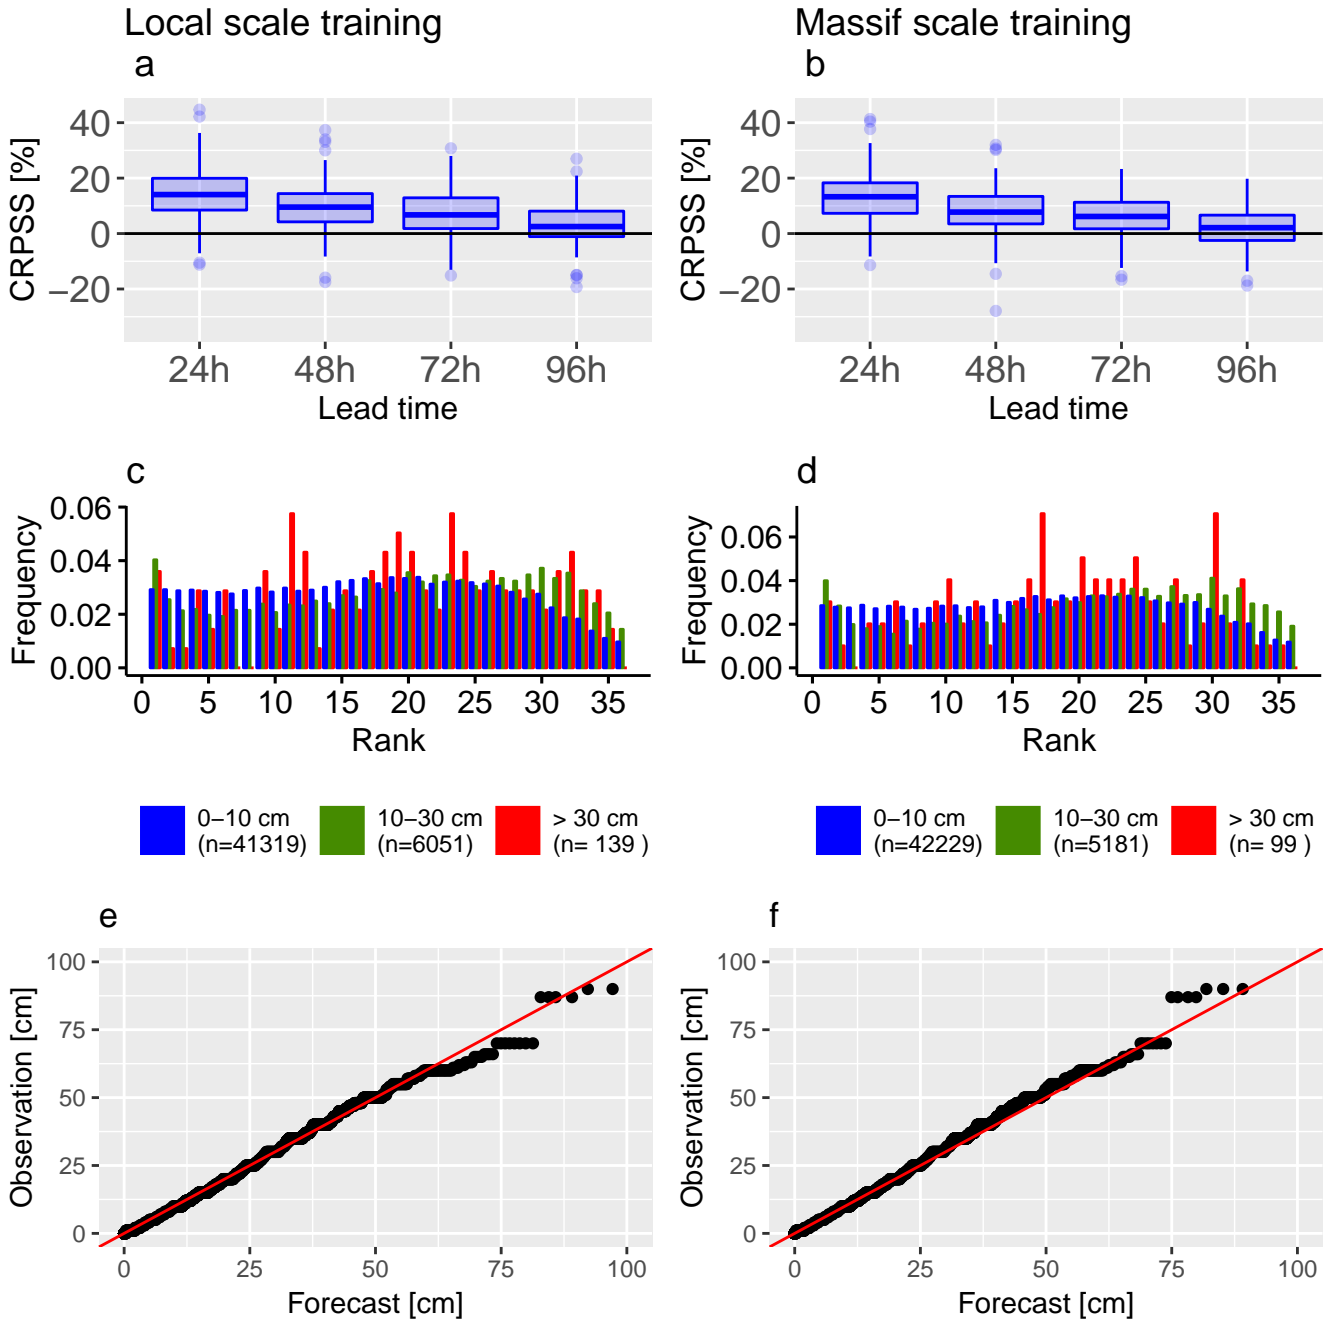 Local scale training
Massif scale training
a
CRPSS [%]
40
20
0
−20
24h 48h 72h 96h
Lead time
b
CRPSS [%]
40
20
0
−20
24h 48h 72h 96h
Lead time
c
Frequency
0.06
0.04
0.02
0.00
0 5 10 15 20 25 30 35
Rank
d
Frequency
0.06
0.04
0.02
0.00
0 5 10 15 20 25 30 35
Rank
0−10 cm
(n=41319)
10−30 cm
(n=6051)
> 30 cm
(n= 139 )
0−10 cm
(n=42229)
10−30 cm
(n=5181)
> 30 cm
(n= 99 )
e
Observation [cm]
100
75
50
25
0
0 25 50 75 100
Forecast [cm]
f
Observation [cm]
100
75
50
25
0
0 25 50 75 100
Forecast [cm]